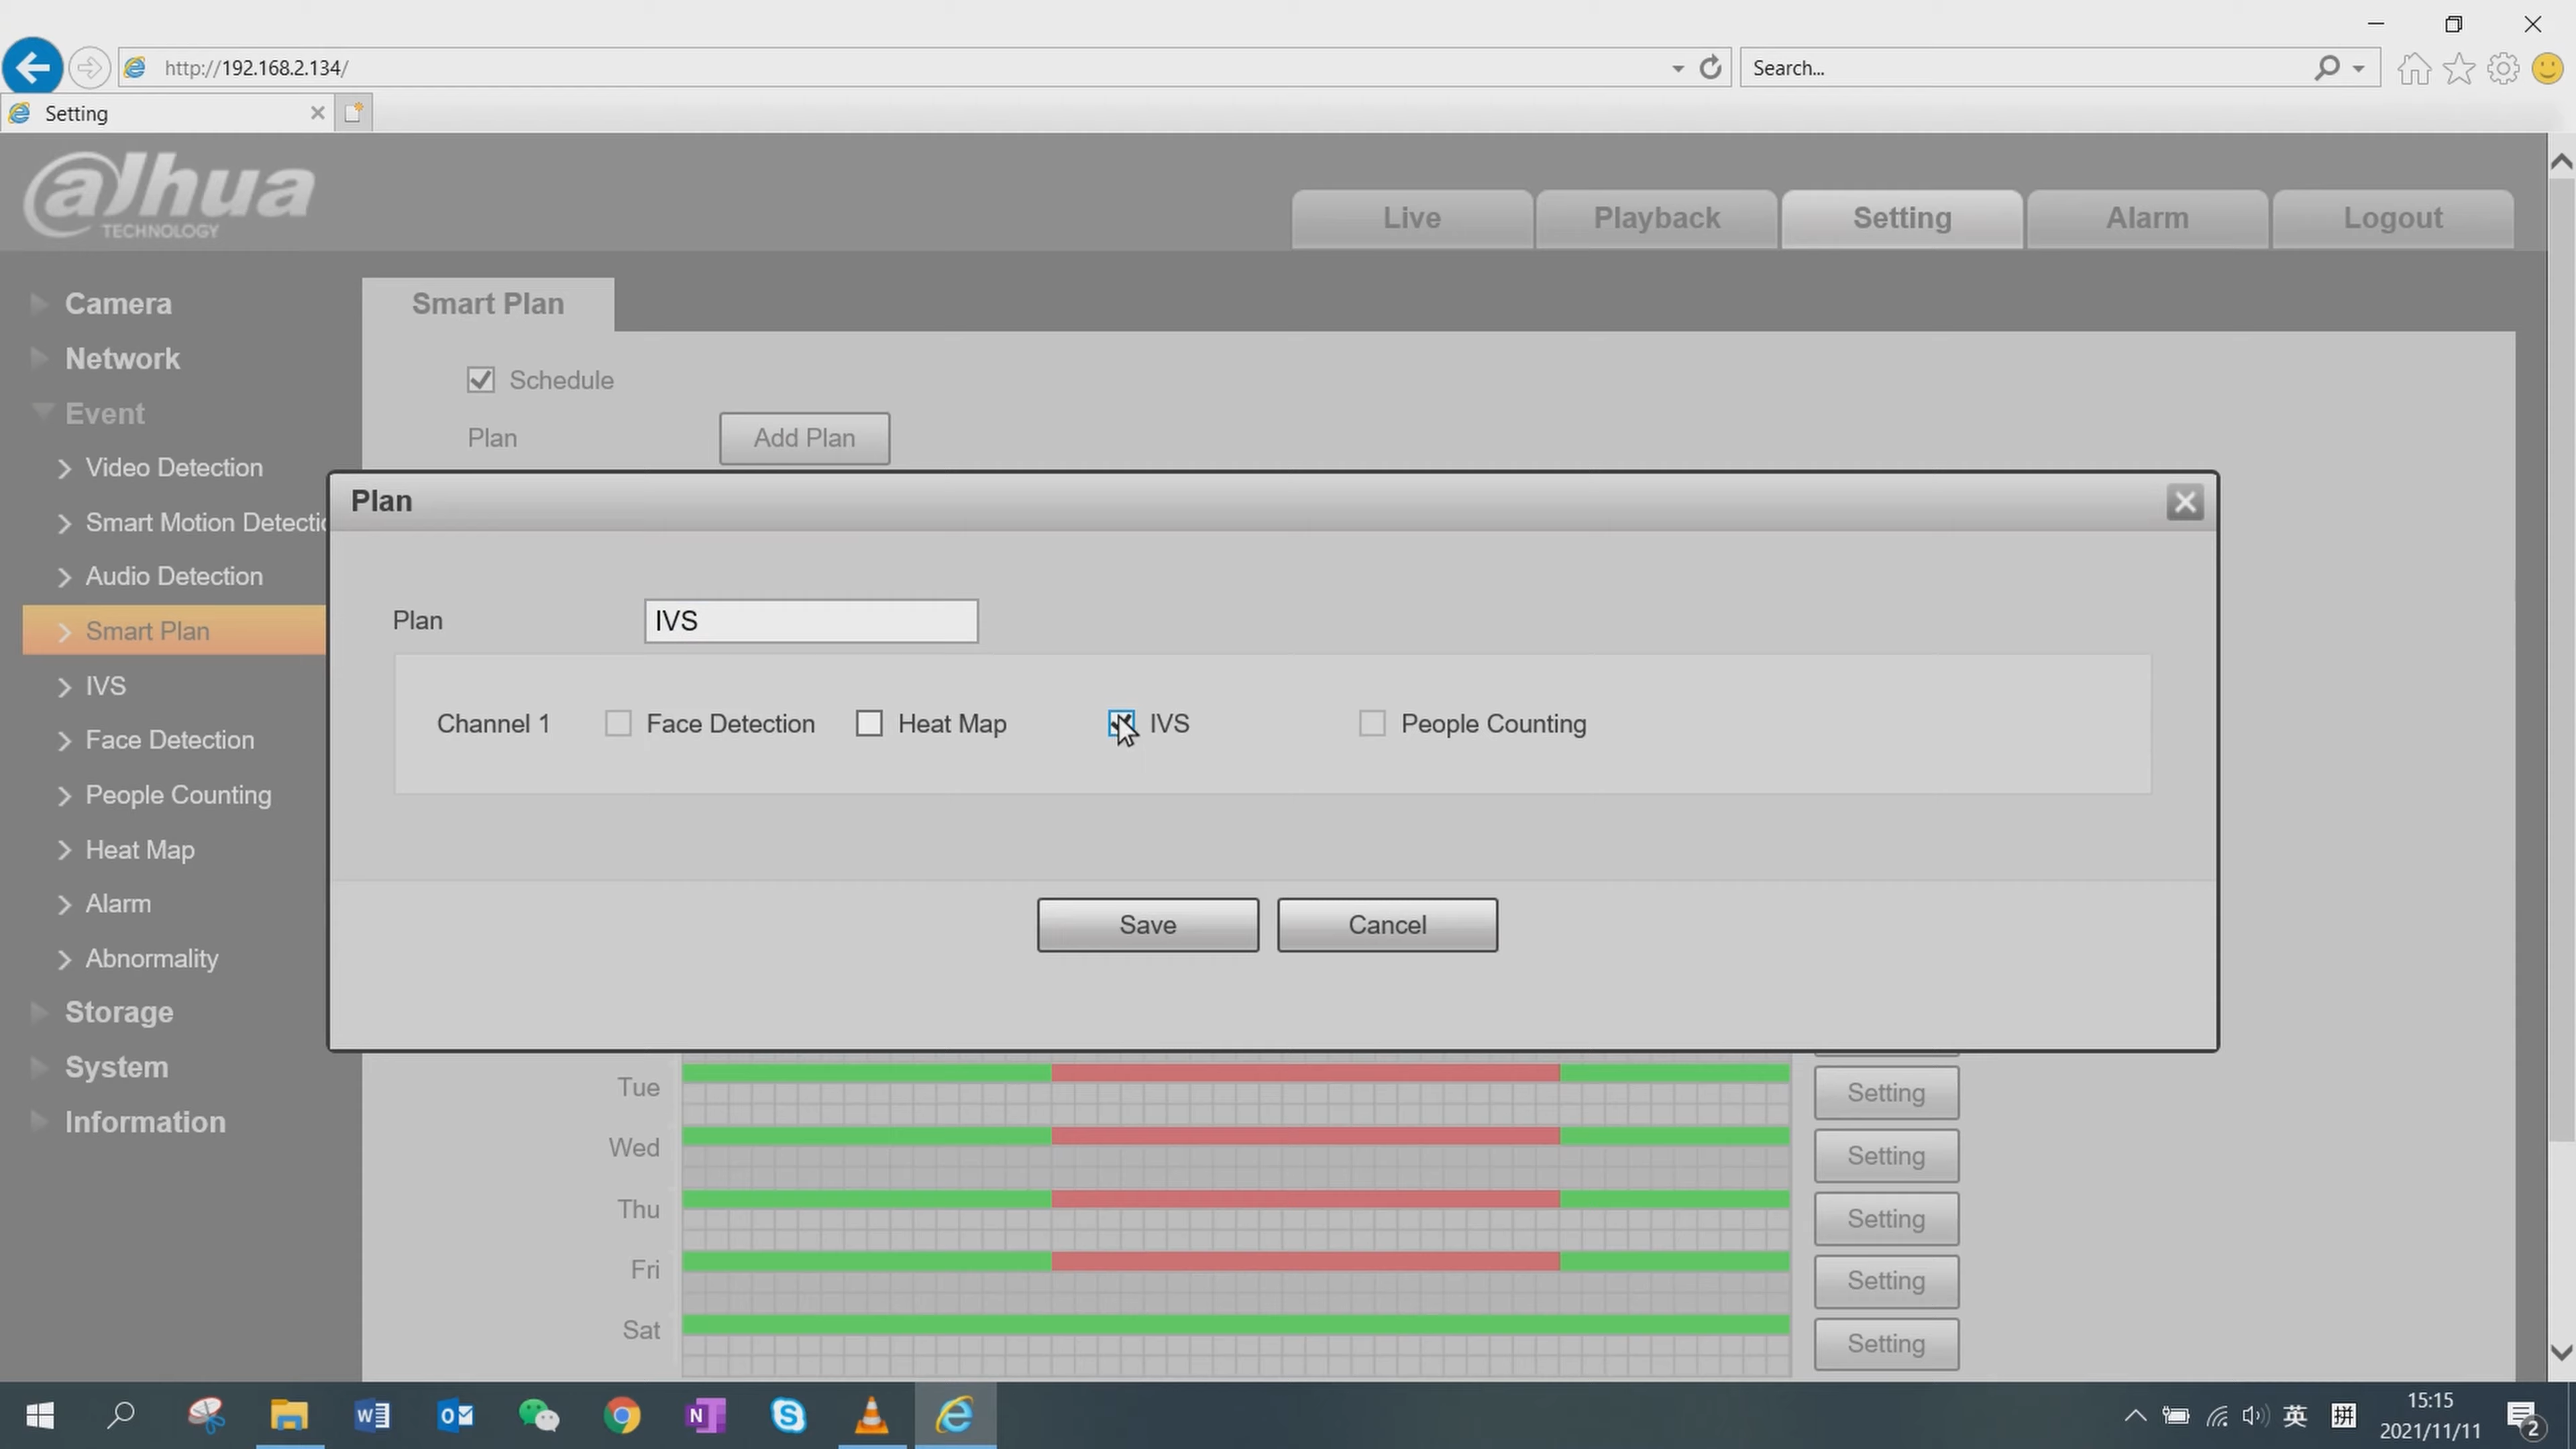 http://192.168.2.134/
Search...
Setting
alhua
TECHNOLOGY
Live
Playback
Setting
Alarm
Logout
Camera
Network
Event
Video Detection
Smart Motion Detectio
Audio Detection
Smart Plan
IVS
Face Detection
People Counting
Heat Map
Alarm
Abnormality
Storage
System
Information
Smart Plan
Schedule
Plan
Add Plan
Plan
Plan
IVS
Channel 1
Face Detection
Heat Map
IVS
People Counting
Save
Cancel
Tue
Setting
Wed
Setting
Thu
Setting
Fri
Setting
Sat
Setting
英
拼
15:15
2021/11/11
2